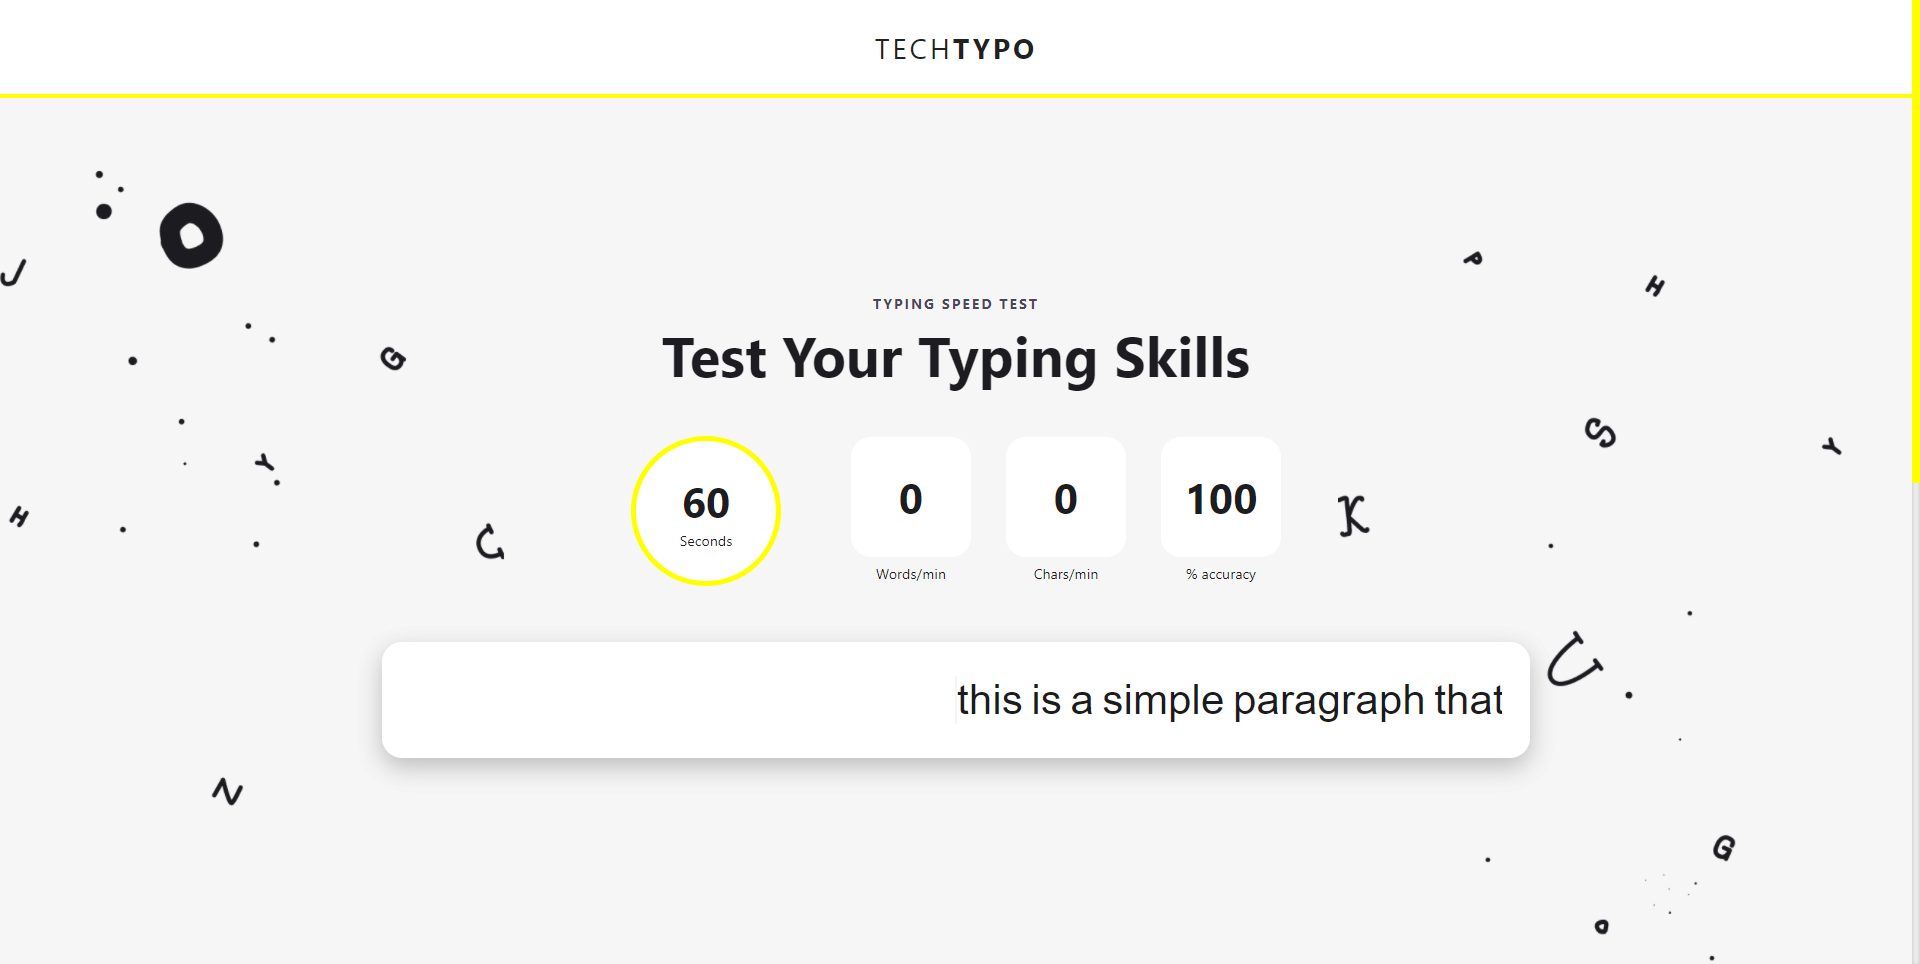 TECHTYPO
J
O
P
H
TYPING SPEED TEST
Test Your Typing Skills
G
S
Y
Y
60
Seconds
0
Words/min
0
Chars/min
100
% accuracy
K
H
C
this is a simple paragraph that
U
N
G
D